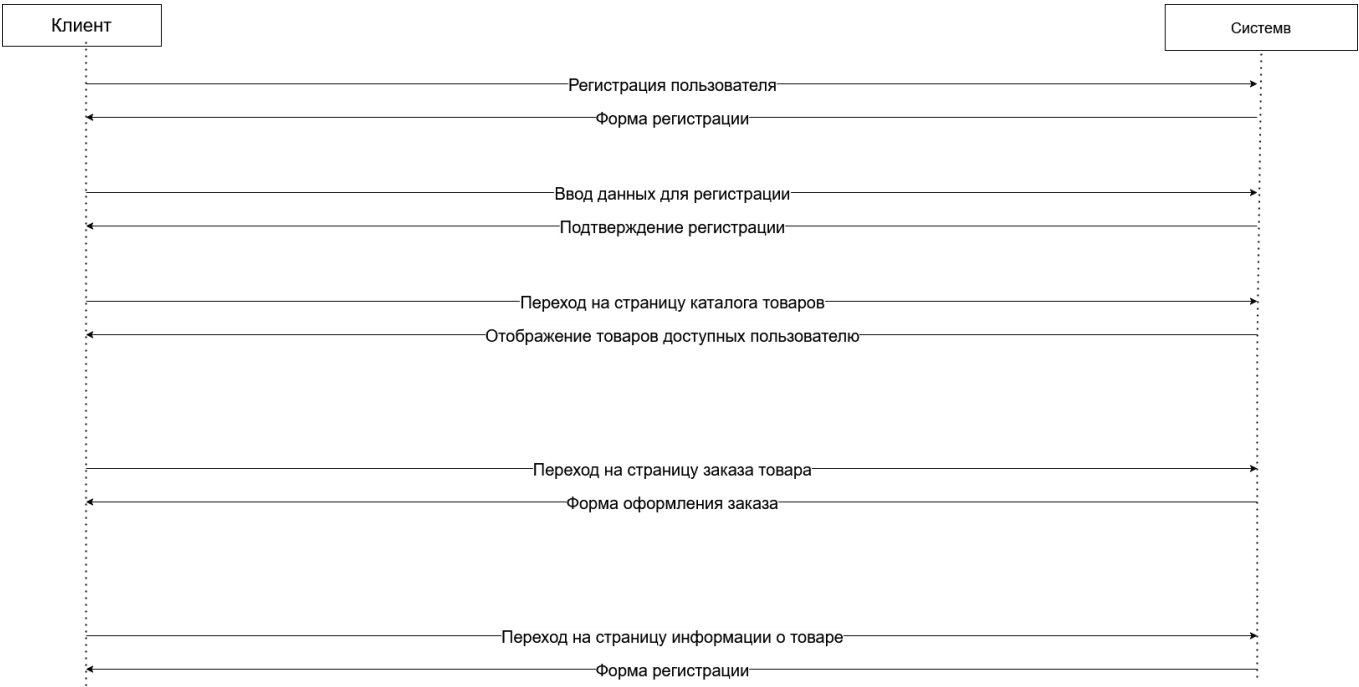 Клиент
Системв
Регистрация пользователя
Форма регистрации
Ввод данных для регистрации
Подтверждение регистрации
Переход на страницу каталога товаров
Отображение товаров доступных пользователю
Переход на страницу заказа товара
Форма оформления заказа
Переход на страницу информации о товаре
Форма регистрации